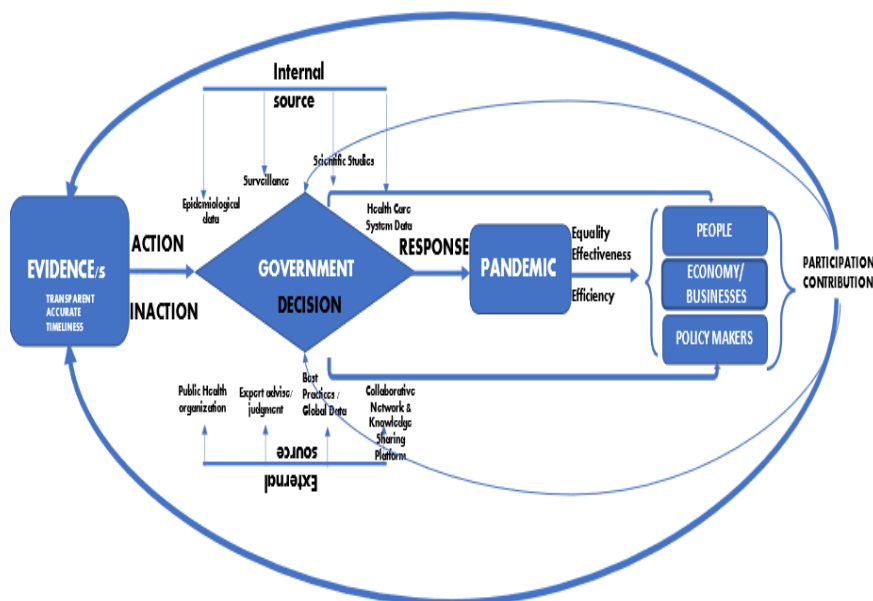 Internal
source
Scientific Studies
Surveillance
Epidemiological
data
Health Care
System Data
EVIDENCE/s
TRANSPARENT
ACCURATE
TIMELINESS
ACTION
INACTION
GOVERNMENT
DECISION
RESPONSE
PANDEMIC
Equality
Effectiveness
Efficiency
PEOPLE
ECONOMY/
BUSINESSES
POLICY MAKERS
PARTICIPATION
CONTRIBUTION
Public Health
organization
Expert advise/
judgment
Best
Practices /
Global Data
Collaborative
Network &
Knowledge
Sharing
Platform
External
source